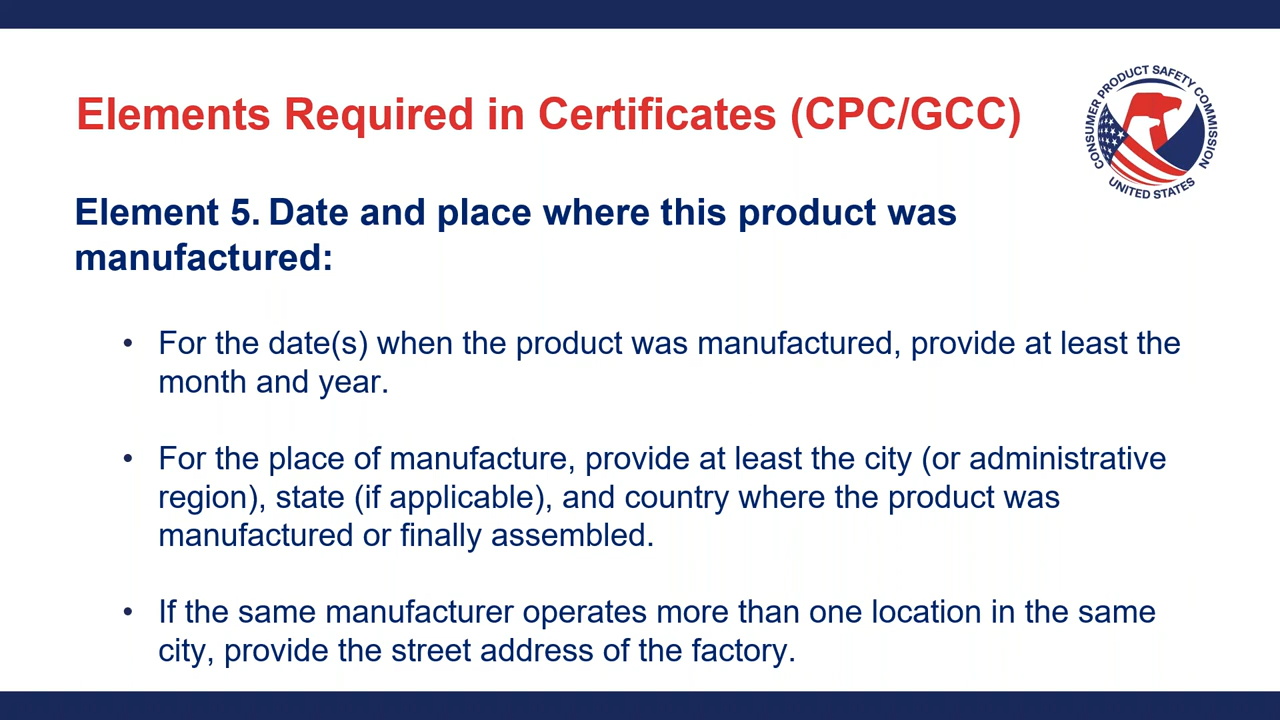 Elements Required in Certificates (CPC/GCC)
CONSUMER PRODUCT SAFETY COMMISSION
UNITED STATES
Element 5. Date and place where this product was
manufactured:
• For the date(s) when the product was manufactured, provide at least the
month and year.
• For the place of manufacture, provide at least the city (or administrative
region), state (if applicable), and country where the product was
manufactured or finally assembled.
• If the same manufacturer operates more than one location in the same
city, provide the street address of the factory.